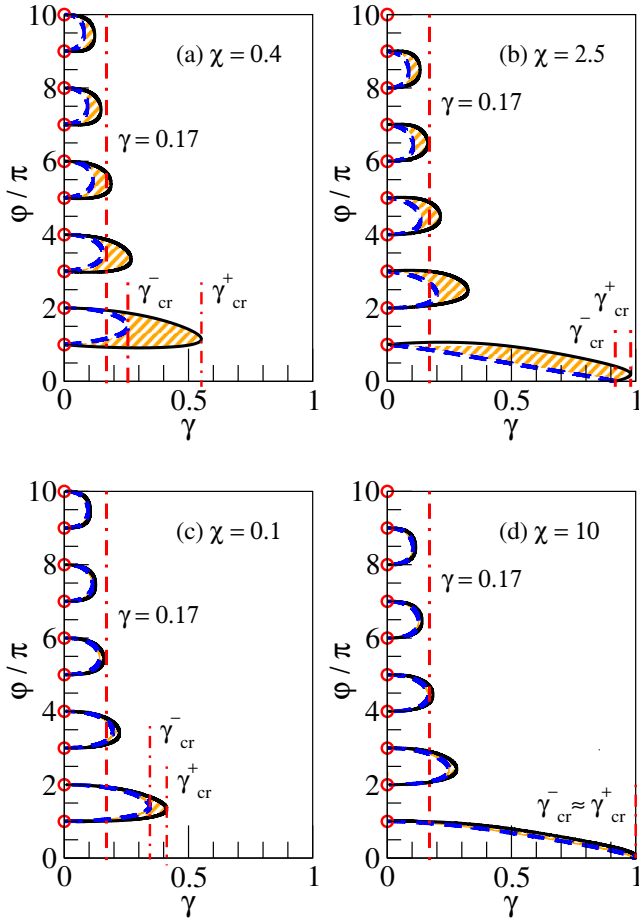 10
8
6
4
2
0
φ / π
(a) χ = 0.4
γ = 0.17
γ⁻cr
γ⁺cr
0
0.5
1
γ
10
8
6
4
2
0
(b) χ = 2.5
γ = 0.17
γ⁺cr
γ⁻cr
0
0.5
1
γ
10
8
6
4
2
0
φ / π
(c) χ = 0.1
γ = 0.17
γ⁻cr
γ⁺cr
0
0.5
1
γ
10
8
6
4
2
0
(d) χ = 10
γ = 0.17
γ⁻cr ≈ γ⁺cr
0
0.5
1
γ